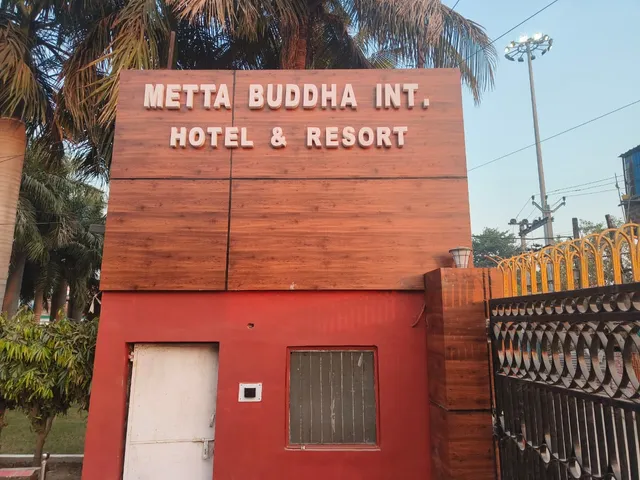 METTA BUDDHA INT.
HOTEL & RESORT